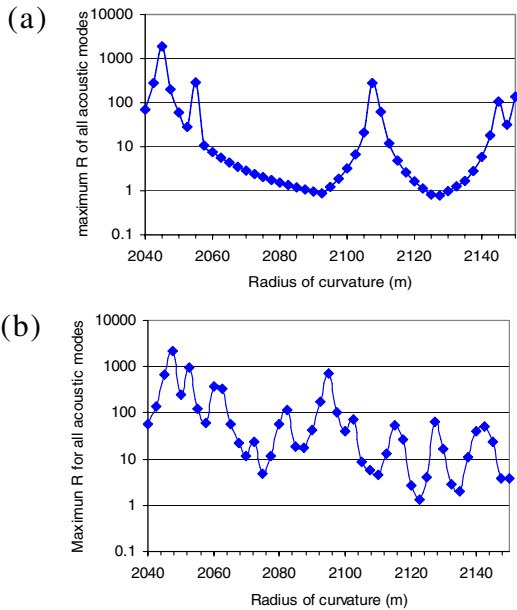 (a)
maximum R of all acoustic modes
10000
1000
100
10
1
0.1
2040 2060 2080 2100 2120 2140
Radius of curvature (m)
(b)
Maximun R for all acoustic modes
10000
1000
100
10
1
0.1
2040 2060 2080 2100 2120 2140
Radius of curvature (m)